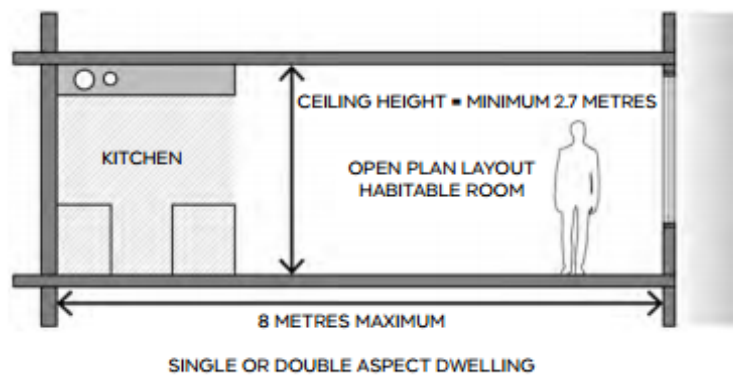 CEILING HEIGHT = MINIMUM 2.7 METRES
KITCHEN
OPEN PLAN LAYOUT
HABITABLE ROOM
8 METRES MAXIMUM
SINGLE OR DOUBLE ASPECT DWELLING